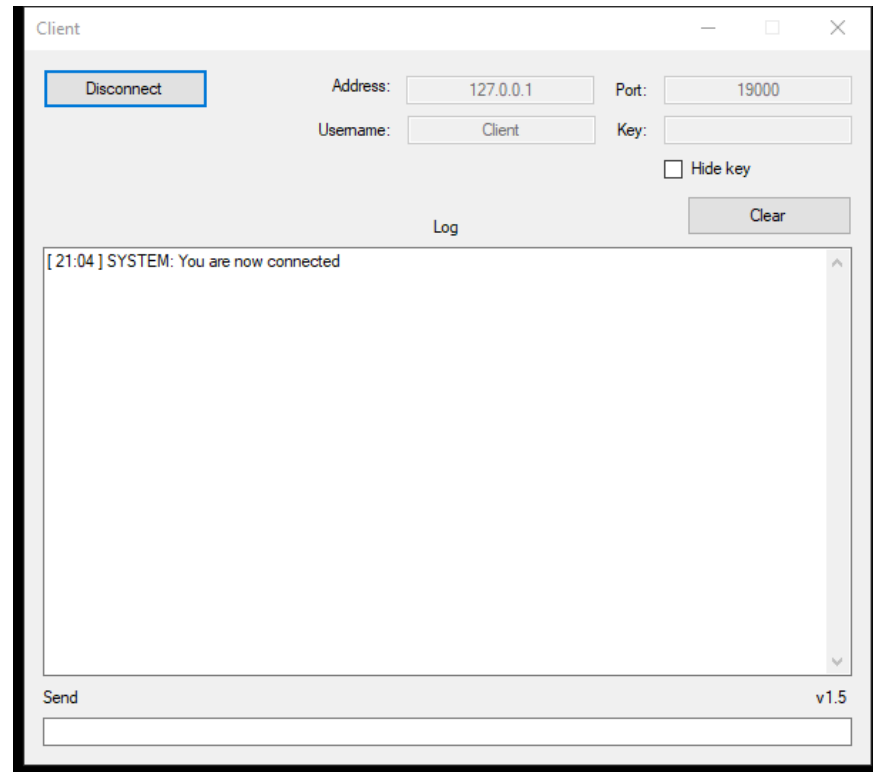 Client
Disconnect Address: 127.0.0.1 Port: 19000
Username: Client Key:
Hide key
Log Clear
[ 21:04 ] SYSTEM: You are now connected
Send v1.5